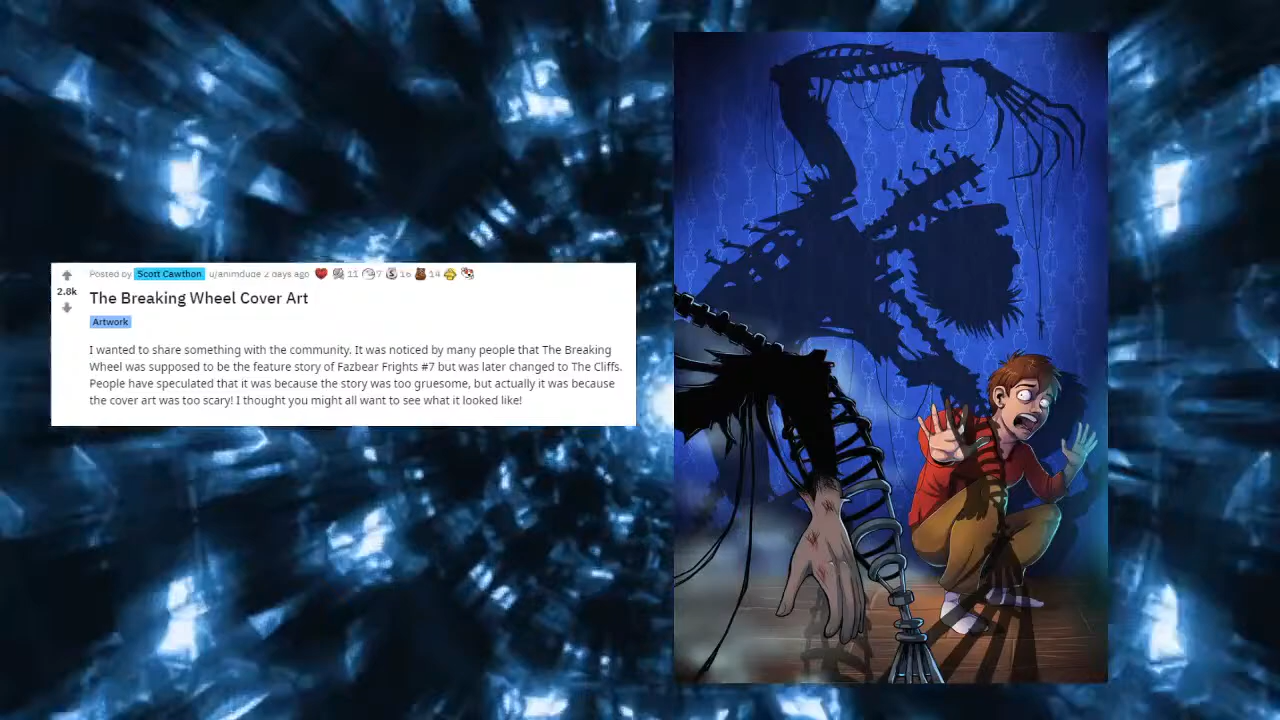 Posted by Scott Cawthon u/animdude 2 days ago 11 7 16 14
2.8k
The Breaking Wheel Cover Art
Artwork
I wanted to share something with the community. It was noticed by many people that The Breaking
Wheel was supposed to be the feature story of Fazbear Frights #7 but was later changed to The Cliffs.
People have speculated that it was because the story was too gruesome, but actually it was because
the cover art was too scary! I thought you might all want to see what it looked like!